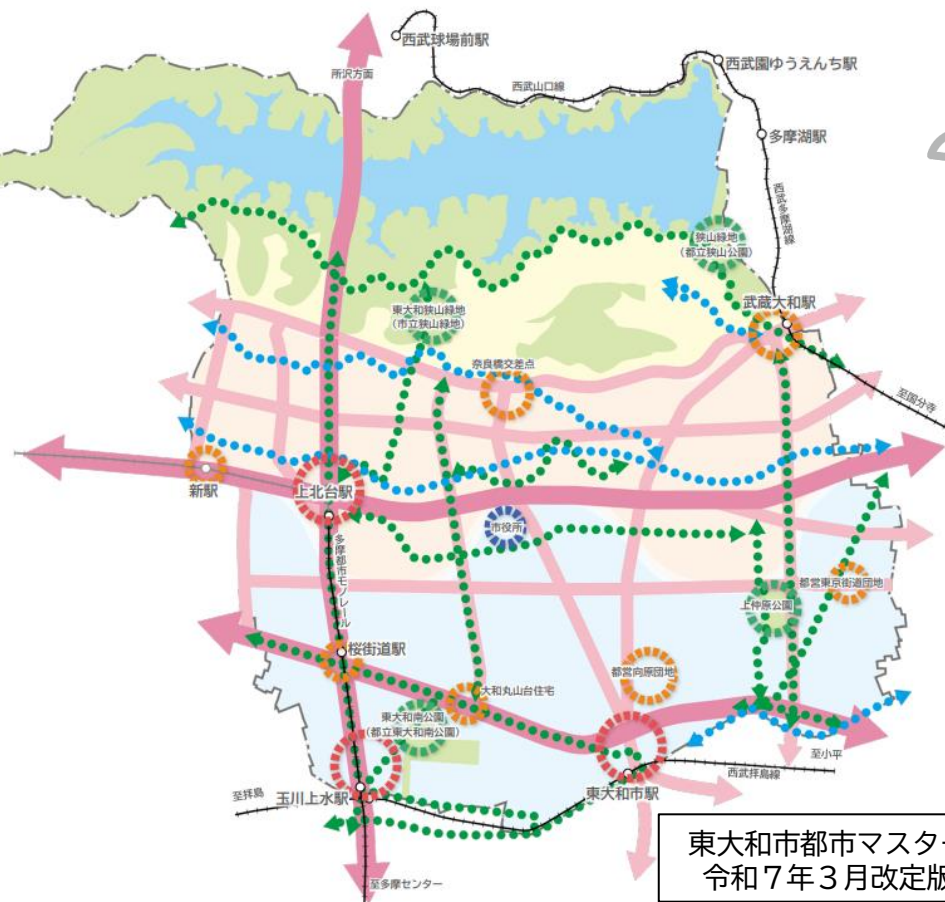 西武球場前駅
西武園ゆうえんち駅
所沢方面
西武山口線
多摩湖駅
西武多摩湖線
狭山緑地
(都立狭山公園)
武蔵大和駅
東大和狭山緑地
(市立狭山緑地)
奈良橋交差点
至国分寺
新駅
上北台駅
市役所
多摩都市モノレール
都営東京街道団地
上仲原公園
桜街道駅
都営向原団地
大和丸山台住宅
東大和南公園
(都立東大和南公園)
至小平
西武拝島線
至拝島
玉川上水駅
東大和市駅
至多摩センター
東大和市都市マスター
令和7年3月改定版